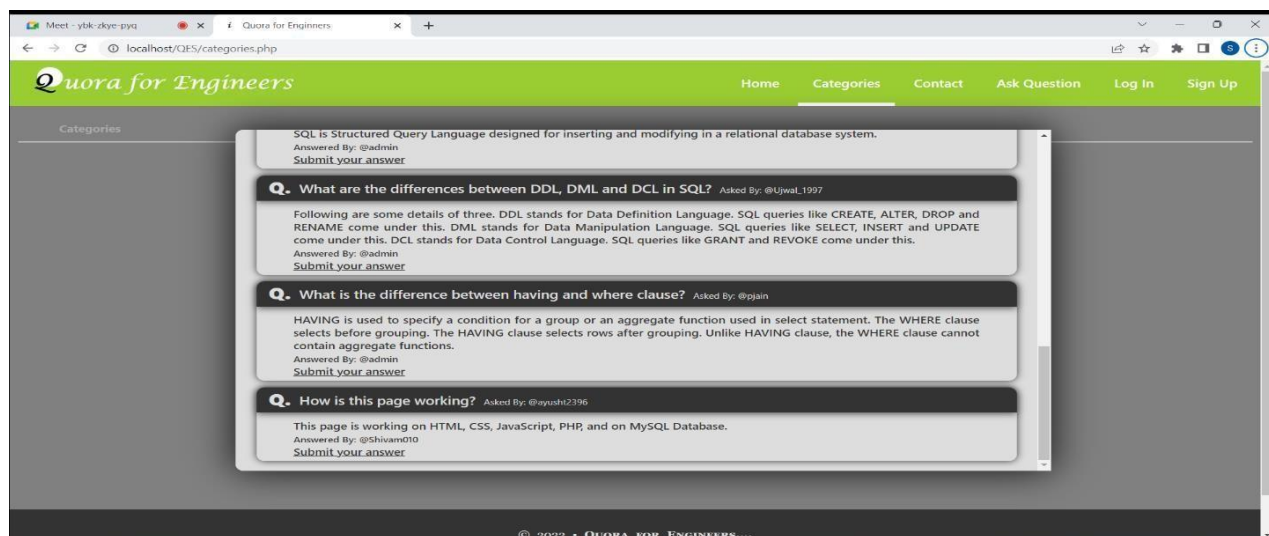 Meet - ybk-zkye-pyq
Quora for Enginners
localhost/QES/categories.php
S
Quora for Engineers
Home Categories Contact Ask Question Log In Sign Up
Categories
SQL is Structured Query Language designed for inserting and modifying in a relational database system.
Answered By: @admin
Submit your answer
Q. What are the differences between DDL, DML and DCL in SQL? Asked By: @Ujwal_1997
Following are some details of three. DDL stands for Data Definition Language. SQL queries like CREATE, ALTER, DROP and
RENAME come under this. DML stands for Data Manipulation Language. SQL queries like SELECT, INSERT and UPDATE
come under this. DCL stands for Data Control Language. SQL queries like GRANT and REVOKE come under this.
Answered By: @admin
Submit your answer
Q. What is the difference between having and where clause? Asked By: @pjain
HAVING is used to specify a condition for a group or an aggregate function used in select statement. The WHERE clause
selects before grouping. The HAVING clause selects rows after grouping. Unlike HAVING clause, the WHERE clause cannot
contain aggregate functions.
Answered By: @admin
Submit your answer
Q. How is this page working? Asked By: @ayusht2396
This page is working on HTML, CSS, JavaScript, PHP, and on MySQL Database.
Answered By: @Shivam010
Submit your answer
© 2022 • Quora for Engineers...